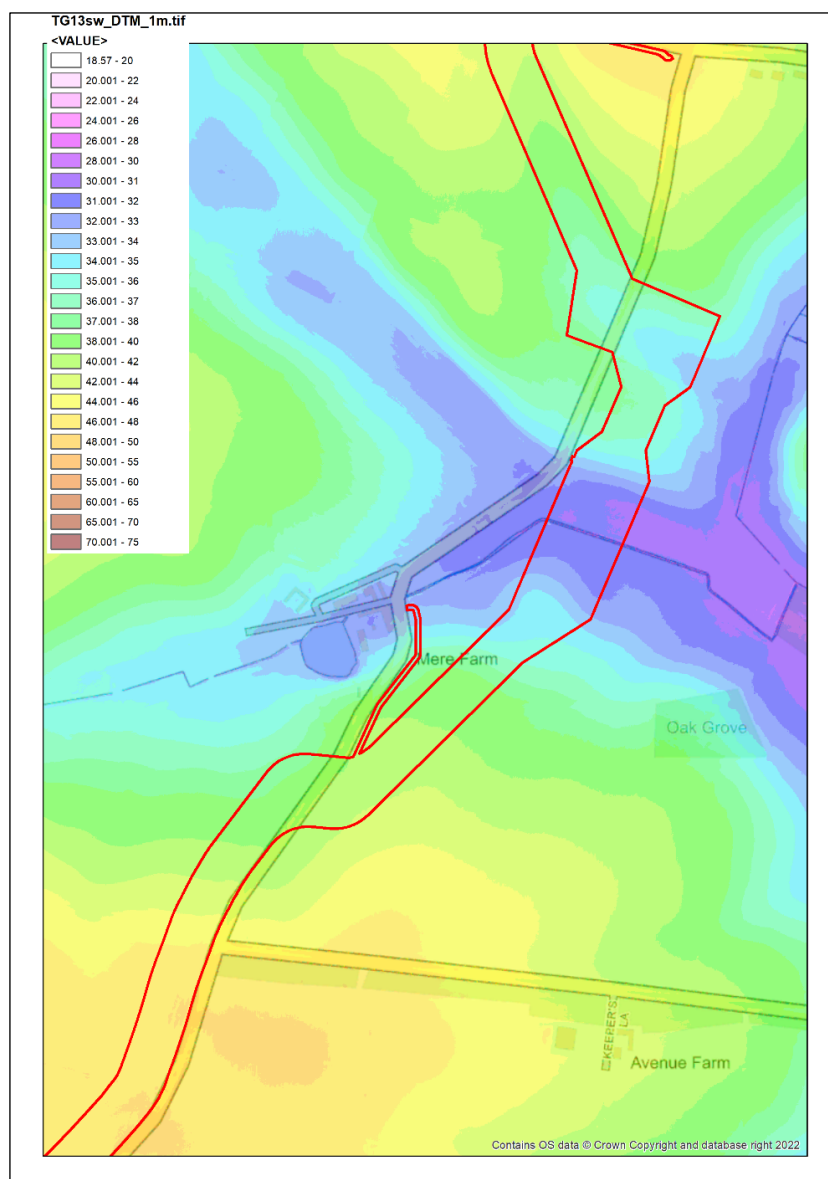 TG13sw_DTM_1m.tif
<VALUE>
18.57 - 20
20.001 - 22
22.001 - 24
24.001 - 26
26.001 - 28
28.001 - 30
30.001 - 31
31.001 - 32
32.001 - 33
33.001 - 34
34.001 - 35
35.001 - 36
36.001 - 37
37.001 - 38
38.001 - 40
40.001 - 42
42.001 - 44
44.001 - 46
46.001 - 48
48.001 - 50
50.001 - 55
55.001 - 60
60.001 - 65
65.001 - 70
70.001 - 75
Mere Farm
Oak Grove
KEEPER'S
LA
Avenue Farm
Contains OS data © Crown Copyright and database right 2022